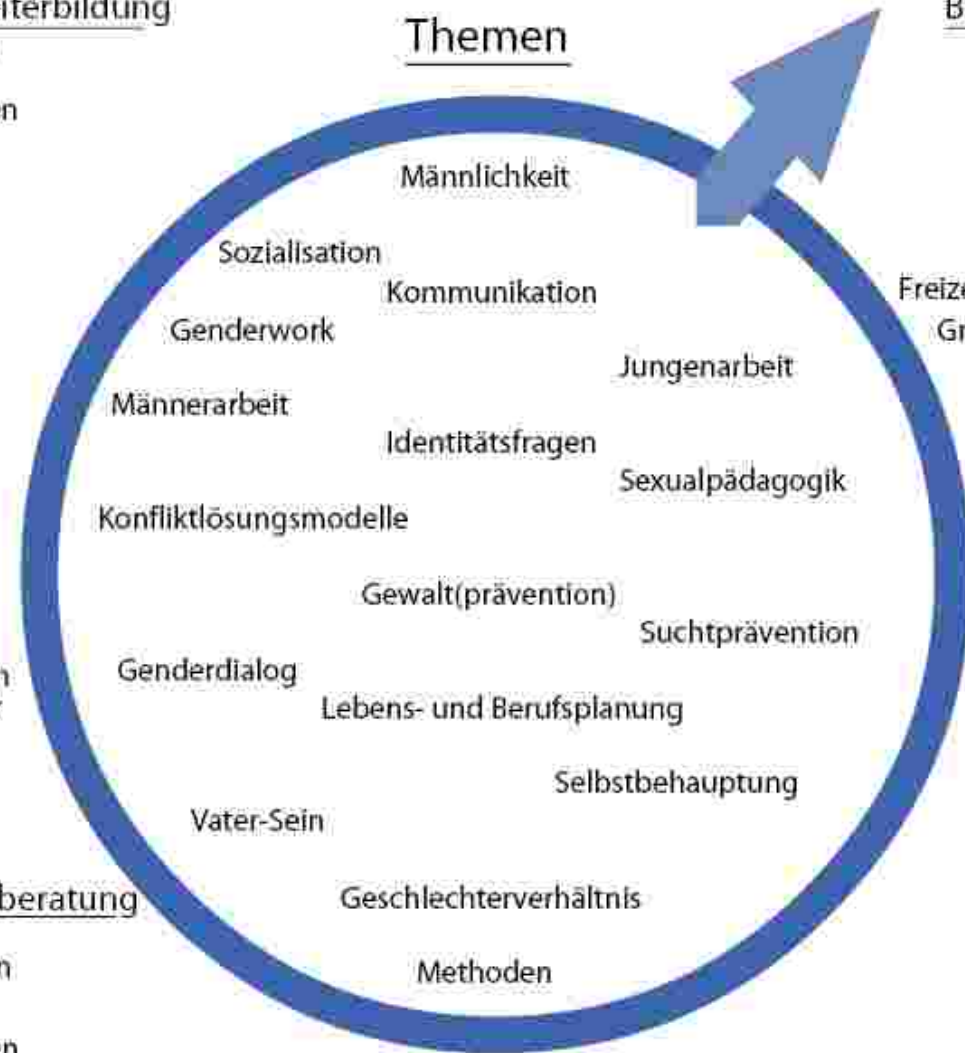 Themen
Männlichkeit
Sozialisation
Kommunikation
Genderwork
Jungenarbeit
Männerarbeit
Identitätsfragen
Sexualpädagogik
Konfliktlösungsmodelle
Gewalt(prävention)
Suchtprävention
Genderdialog
Lebens- und Berufsplanung
Selbstbehauptung
Vater-Sein
beratung
Geschlechterverhältnis
Methoden